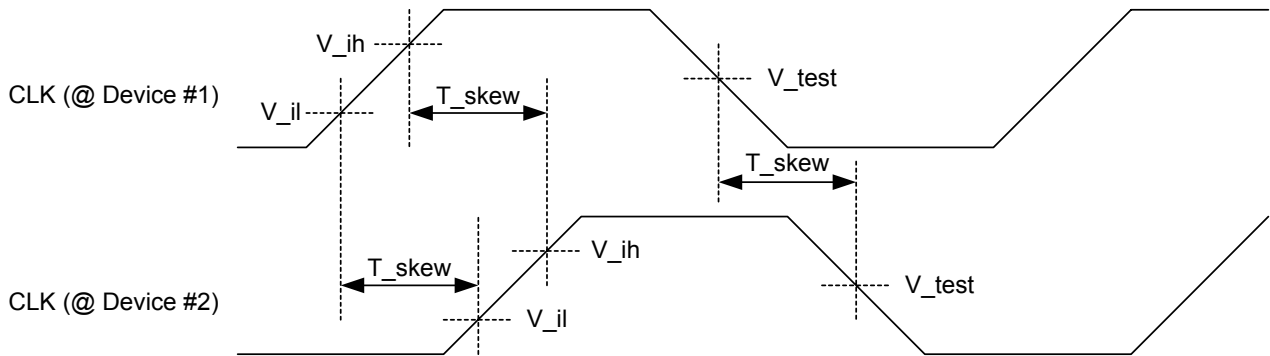 V_ih
V_test
CLK (@ Device #1)
T_skew
V_il
T_skew
V_ih
T_skew
V_test
CLK (@ Device #2)
V_il